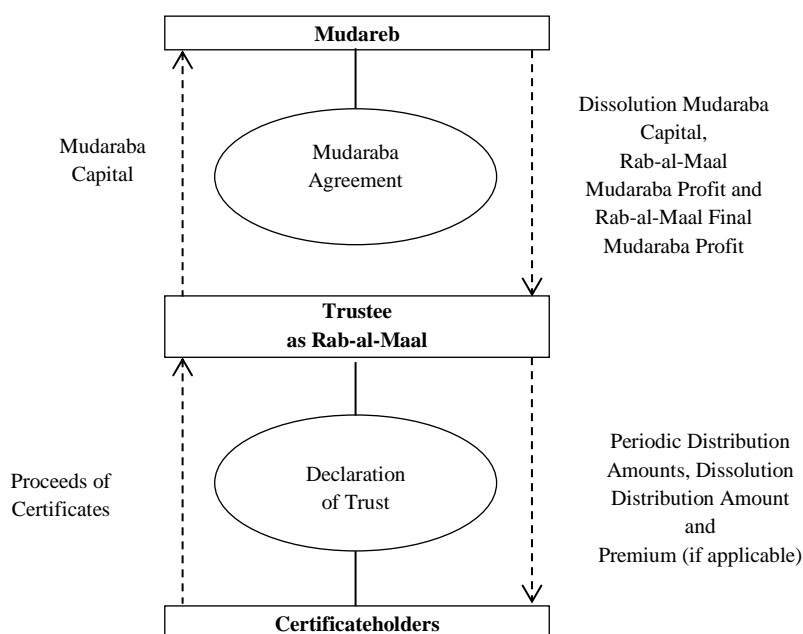 Mudareb
Mudaraba
Capital
Mudaraba
Agreement
Dissolution Mudaraba
Capital,
Rab-al-Maal
Mudaraba Profit and
Rab-al-Maal Final
Mudaraba Profit
Trustee
as Rab-al-Maal
Proceeds of
Certificates
Declaration
of Trust
Periodic Distribution
Amounts, Dissolution
Distribution Amount
and
Premium (if applicable)
Certificateholders